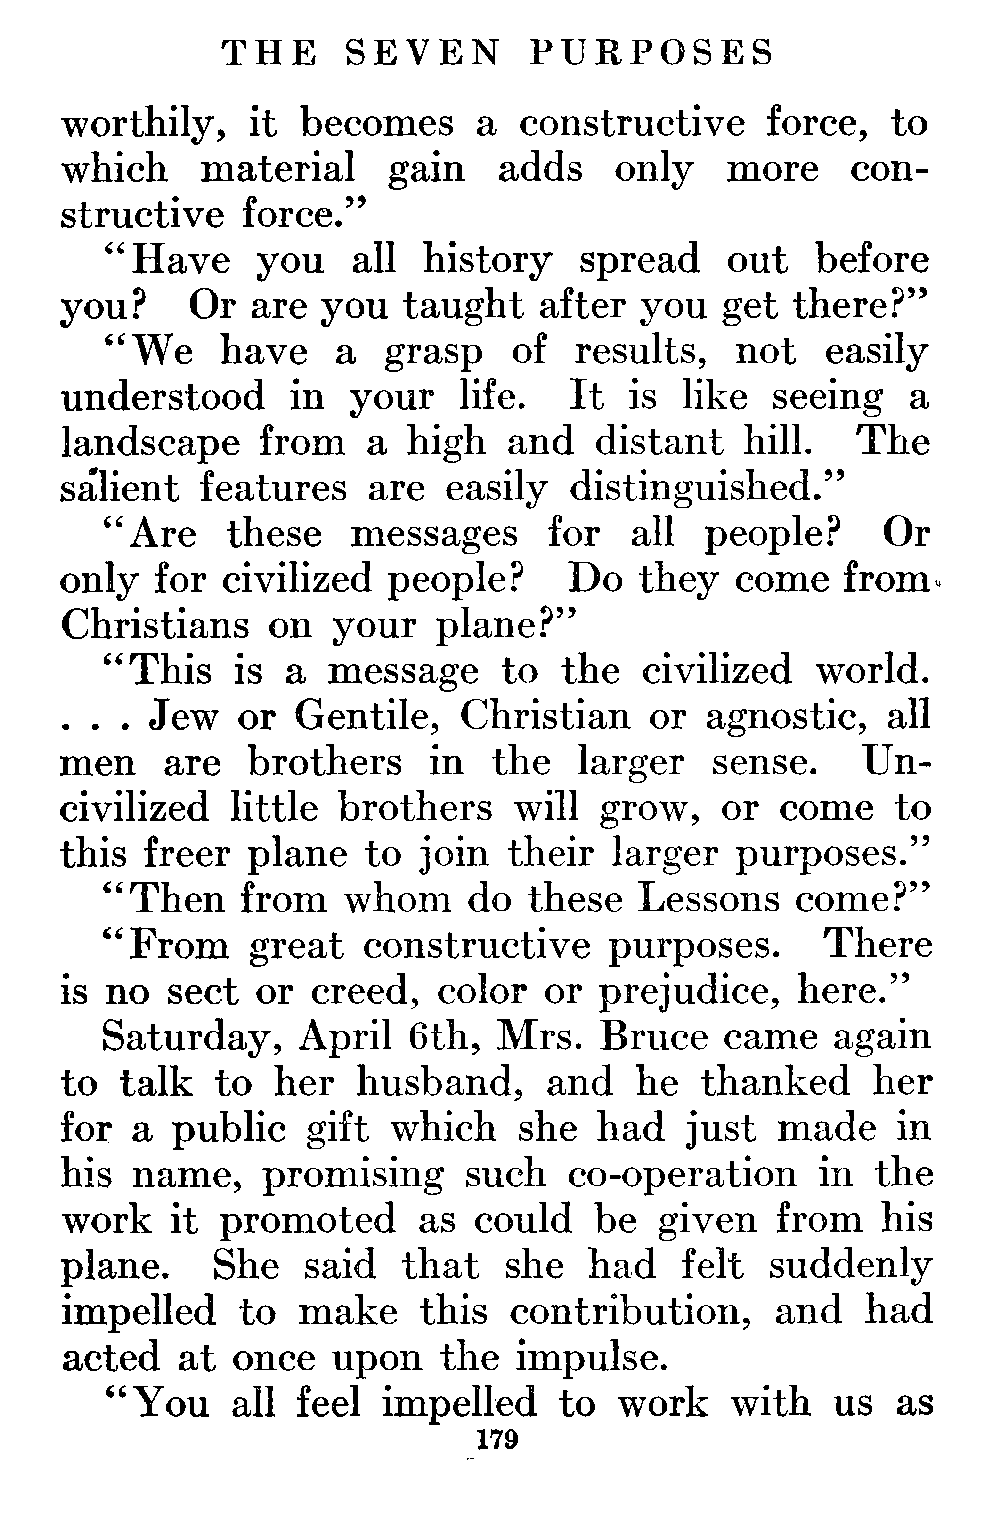 THE SEVEN PURPOSES
worthily, it becomes a constructive force, to
which material gain adds only more con-
structive force.”
“Have you all history spread out before
you? Or are you taught after you get there?”
“We have a grasp of results, not easily
understood in your life. It is like seeing a
landscape from a high and distant hill. The
salient features are easily distinguished.”
“Are these messages for all people? Or
only for civilized people? Do they come from
Christians on your plane?”
“This is a message to the civilized world.
. . . Jew or Gentile, Christian or agnostic, all
men are brothers in the larger sense. Un-
civilized little brothers will grow, or come to
this freer plane to join their larger purposes.”
“Then from whom do these Lessons come?”
“From great constructive purposes. There
is no sect or creed, color or prejudice, here.”
Saturday, April 6th, Mrs. Bruce came again
to talk to her husband, and he thanked her
for a public gift which she had just made in
his name, promising such co-operation in the
work it promoted as could be given from his
plane. She said that she had felt suddenly
impelled to make this contribution, and had
acted at once upon the impulse.
“You all feel impelled to work with us as
179